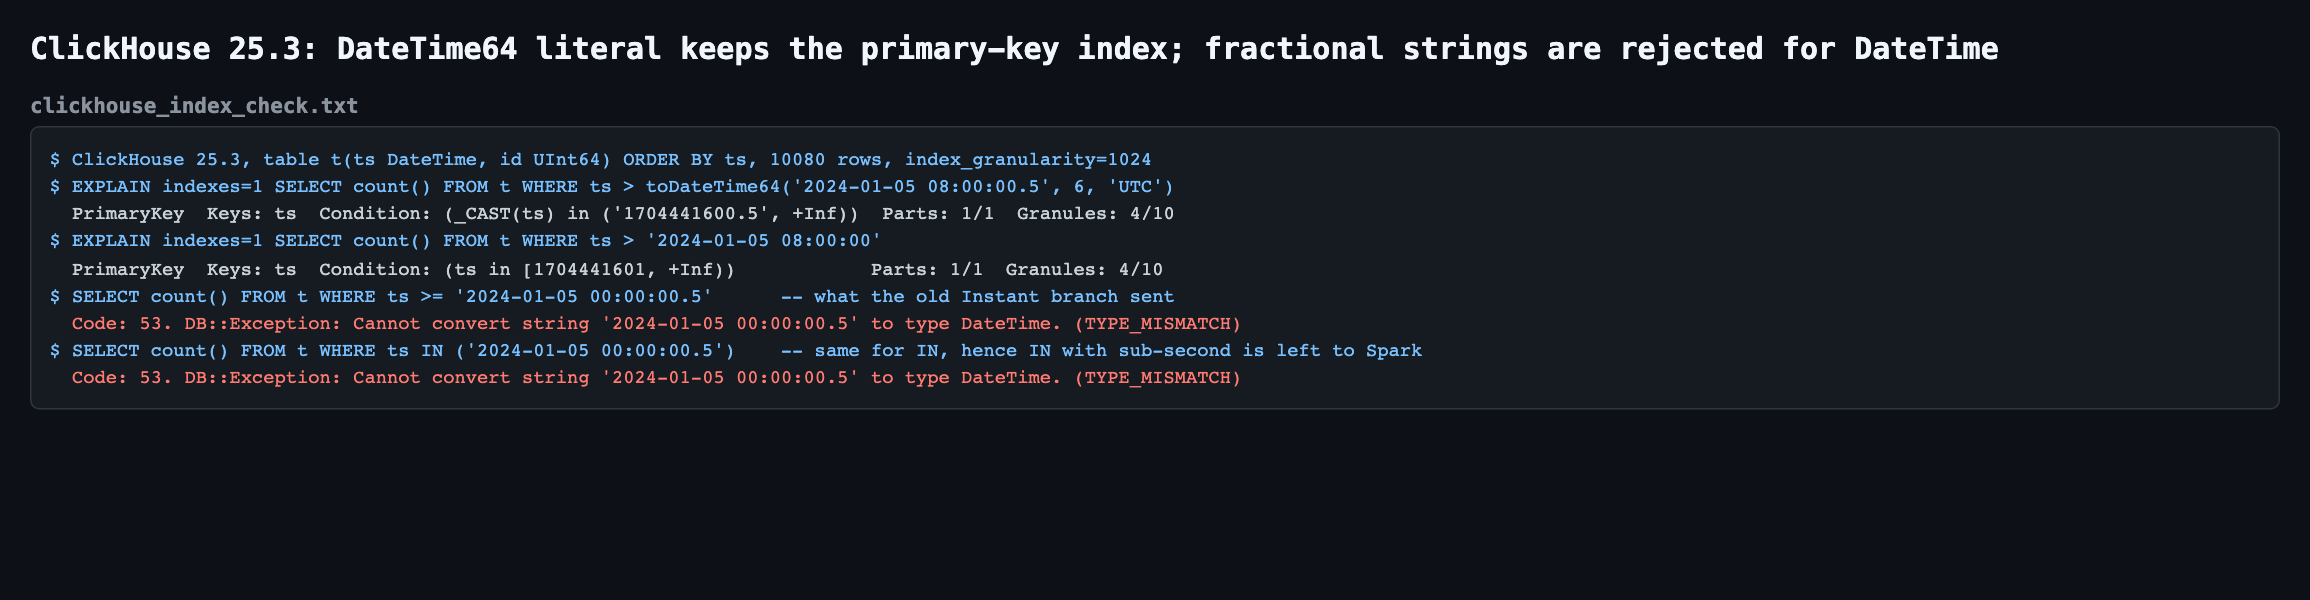 ClickHouse 25.3: DateTime64 literal keeps the primary-key index; fractional strings are rejected for DateTime
clickhouse_index_check.txt
$ ClickHouse 25.3, table t(ts DateTime, id UInt64) ORDER BY ts, 10080 rows, index_granularity=1024
$ EXPLAIN indexes=1 SELECT count() FROM t WHERE ts > toDateTime64('2024-01-05 08:00:00.5', 6, 'UTC')
  PrimaryKey  Keys: ts  Condition: (_CAST(ts) in ('1704441600.5', +Inf))  Parts: 1/1  Granules: 4/10
$ EXPLAIN indexes=1 SELECT count() FROM t WHERE ts > '2024-01-05 08:00:00'
  PrimaryKey  Keys: ts  Condition: (ts in [1704441601, +Inf))            Parts: 1/1  Granules: 4/10
$ SELECT count() FROM t WHERE ts >= '2024-01-05 00:00:00.5'      -- what the old Instant branch sent
  Code: 53. DB::Exception: Cannot convert string '2024-01-05 00:00:00.5' to type DateTime. (TYPE_MISMATCH)
$ SELECT count() FROM t WHERE ts IN ('2024-01-05 00:00:00.5')    -- same for IN, hence IN with sub-second is left to Spark
  Code: 53. DB::Exception: Cannot convert string '2024-01-05 00:00:00.5' to type DateTime. (TYPE_MISMATCH)